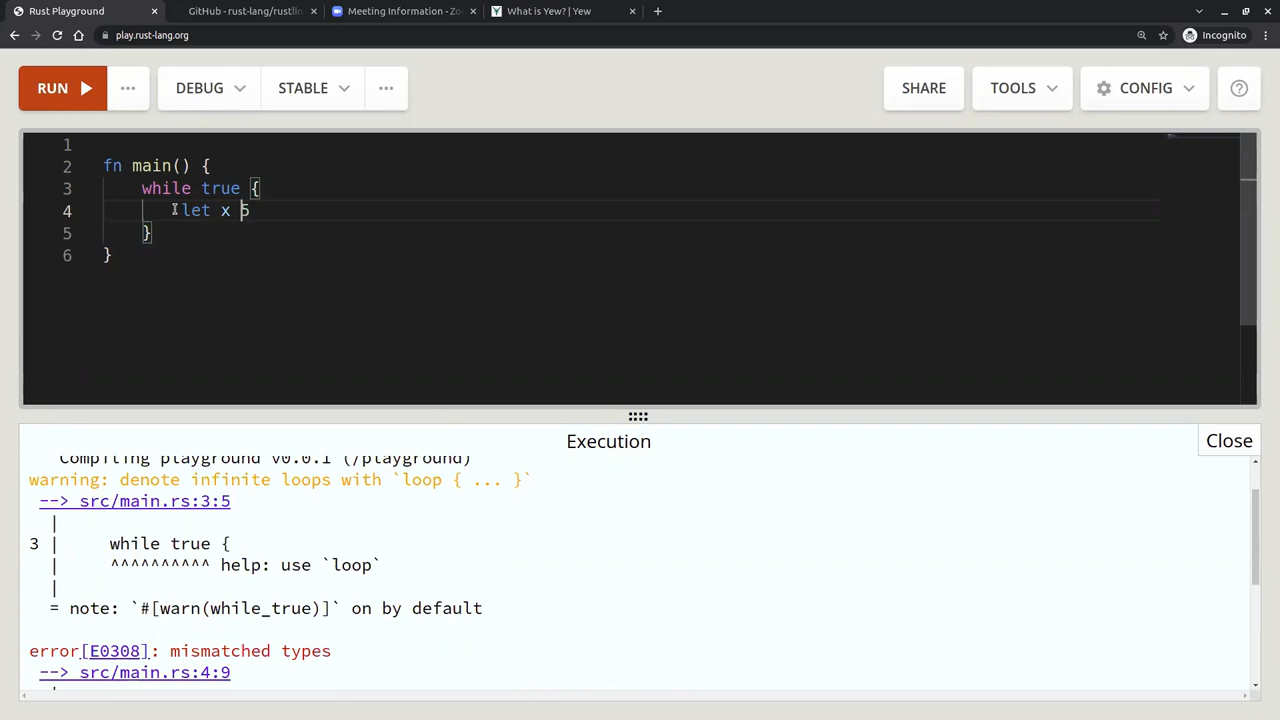 Rust Playground
GitHub - rust-lang/rustlin
Meeting Information - Zoo
What is Yew? | Yew
play.rust-lang.org
Incognito
RUN
DEBUG
STABLE
SHARE
TOOLS
CONFIG
1
2 fn main() {
3 while true {
4 let x 5
5 }
6 }
Execution
Close
Compiling playground v0.0.1 (/playground)
warning: denote infinite loops with `loop { ... }`
--> src/main.rs:3:5
|
3 | while true {
| ^^^^^^^^^^ help: use `loop`
|
= note: `#[warn(while_true)]` on by default
error[E0308]: mismatched types
--> src/main.rs:4:9